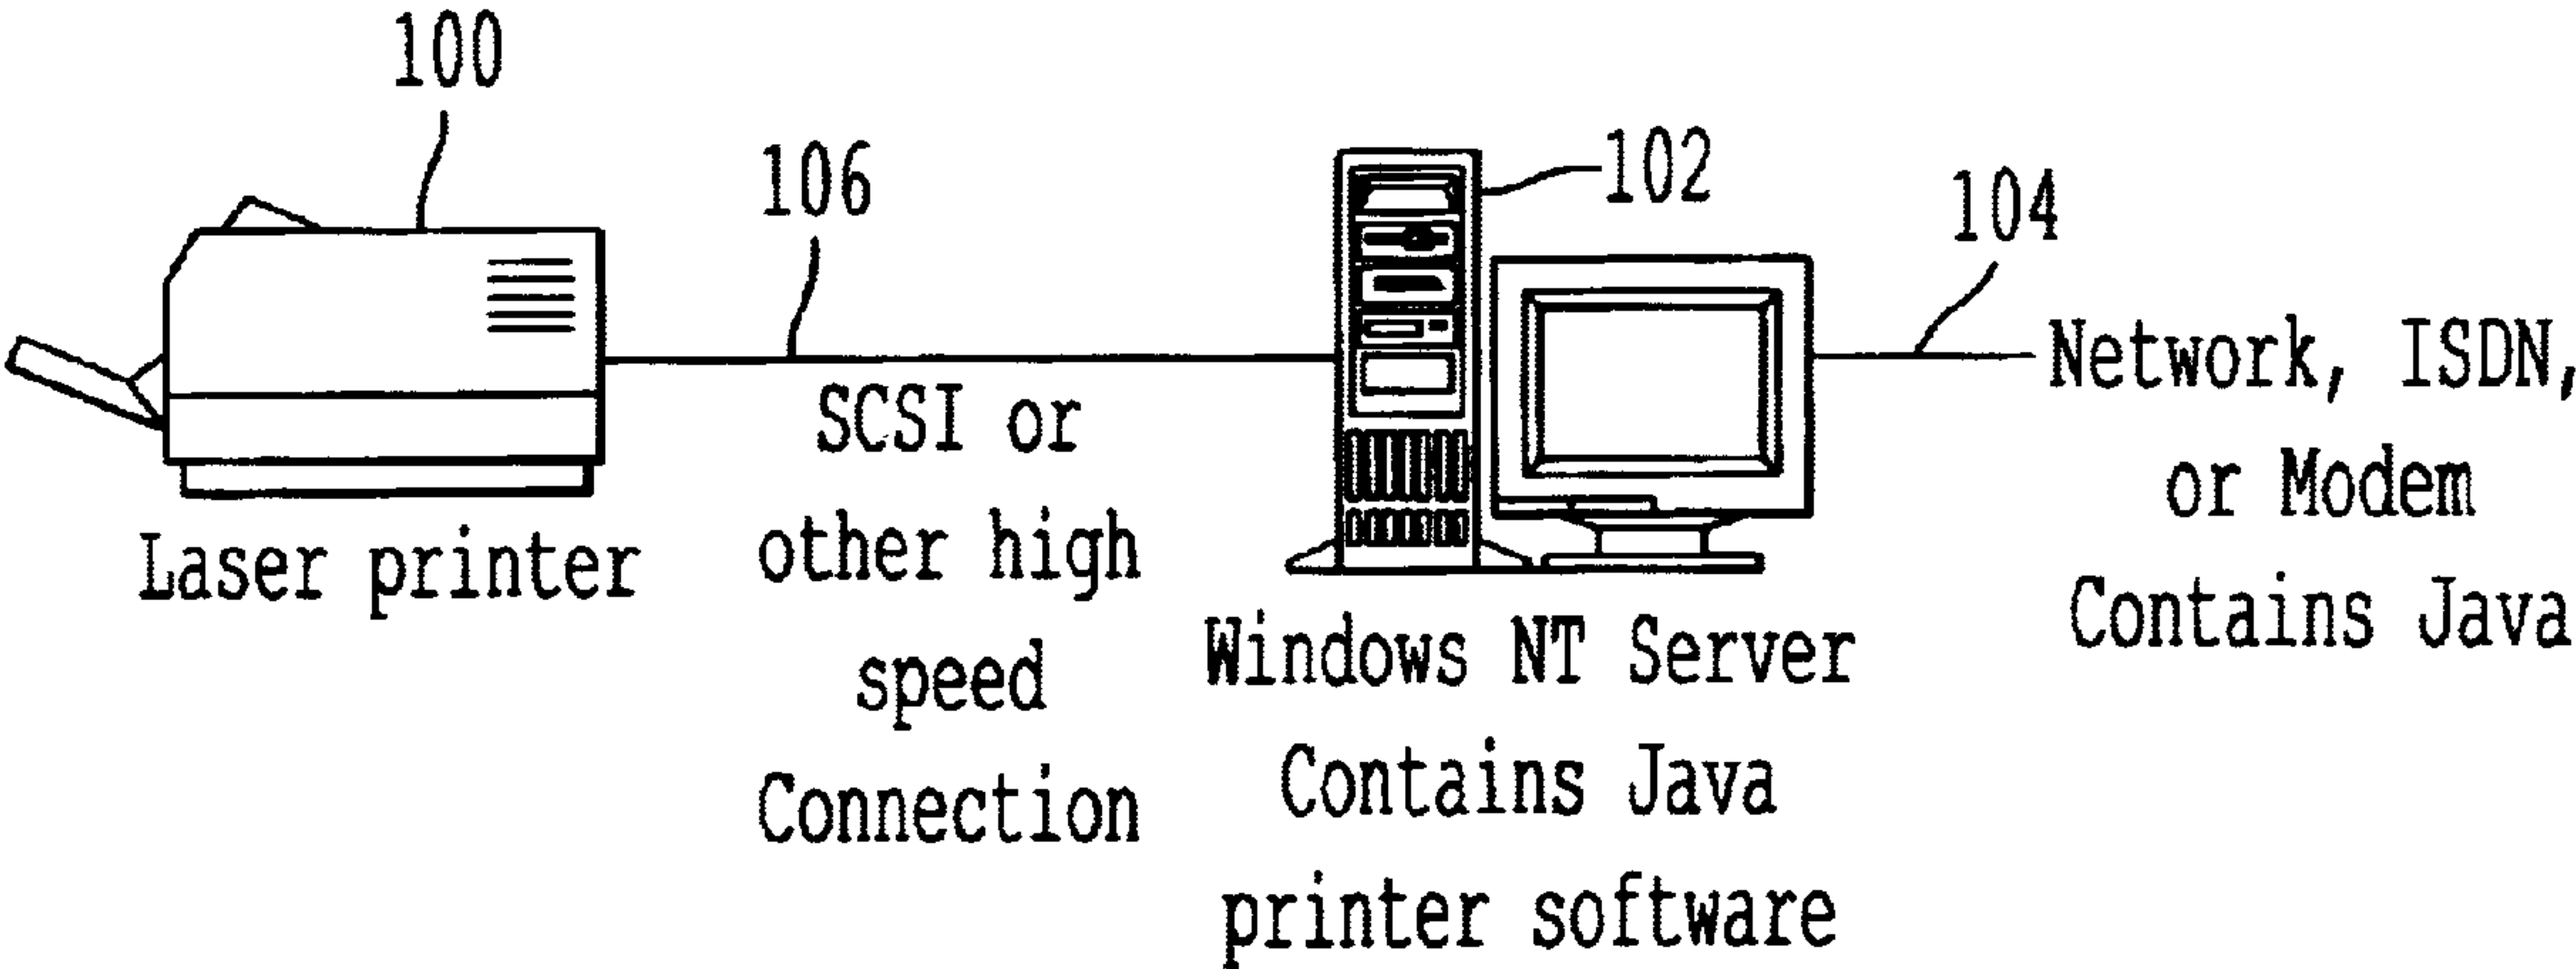 100
106
102
104
Laser printer
SCSI or
other high
speed
Connection
Windows NT Server
Contains Java
printer software
Network, ISDN,
or Modem
Contains Java